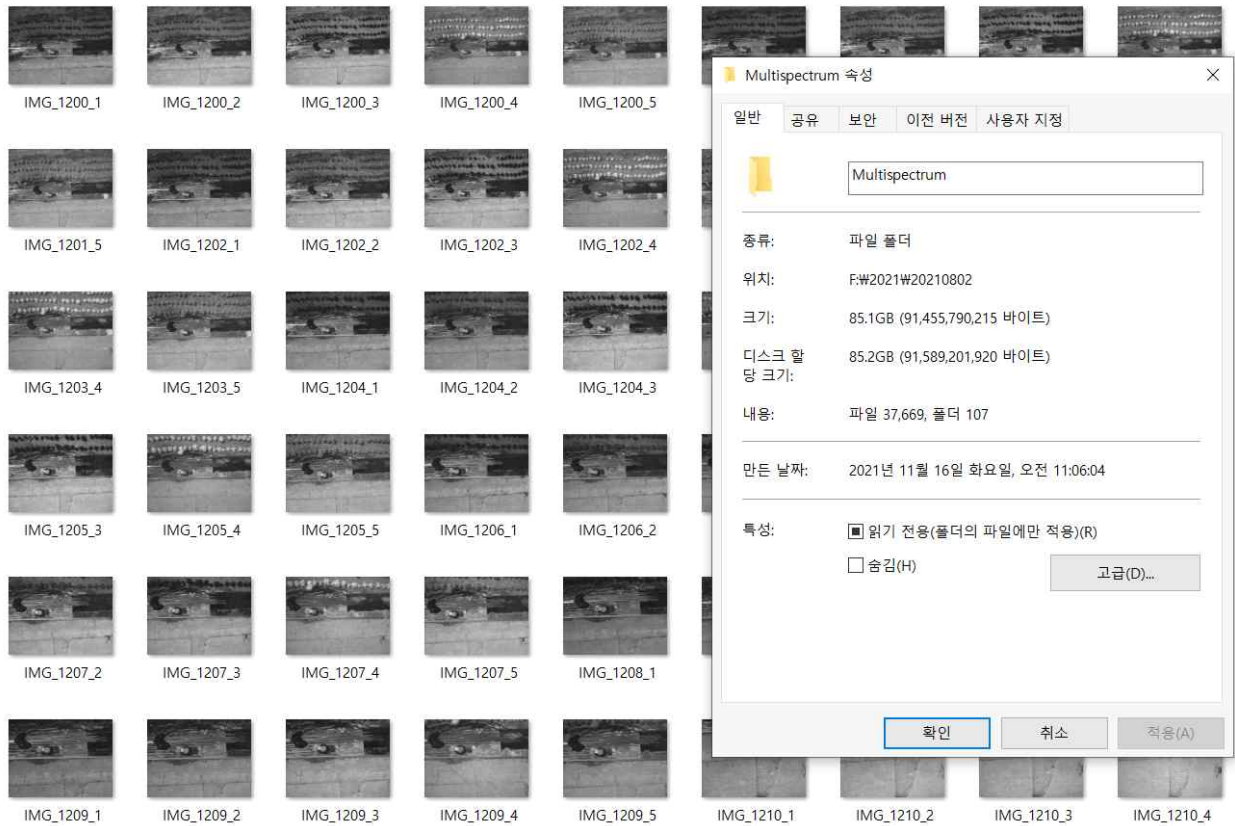 IMG_1200_1
IMG_1200_2
IMG_1200_3
IMG_1200_4
IMG_1200_5
IMG_1201_5
IMG_1202_1
IMG_1202_2
IMG_1202_3
IMG_1202_4
IMG_1203_4
IMG_1203_5
IMG_1204_1
IMG_1204_2
IMG_1204_3
IMG_1205_3
IMG_1205_4
IMG_1205_5
IMG_1206_1
IMG_1206_2
IMG_1207_2
IMG_1207_3
IMG_1207_4
IMG_1207_5
IMG_1208_1
IMG_1209_1
IMG_1209_2
IMG_1209_3
IMG_1209_4
IMG_1209_5
IMG_1210_1
IMG_1210_2
IMG_1210_3
IMG_1210_4
Multispectrum 속성
일반 공유 보안 이전 버전 사용자 지정
Multispectrum
종류: 파일 폴더
위치: F:₩2021₩20210802
크기: 85.1GB (91,455,790,215 바이트)
디스크 할 85.2GB (91,589,201,920 바이트)
당 크기:
내용: 파일 37,669, 폴더 107
만든 날짜: 2021년 11월 16일 화요일, 오전 11:06:04
특성: 읽기 전용(폴더의 파일에만 적용)(R)
숨김(H) 고급(D)...
확인 취소 적용(A)